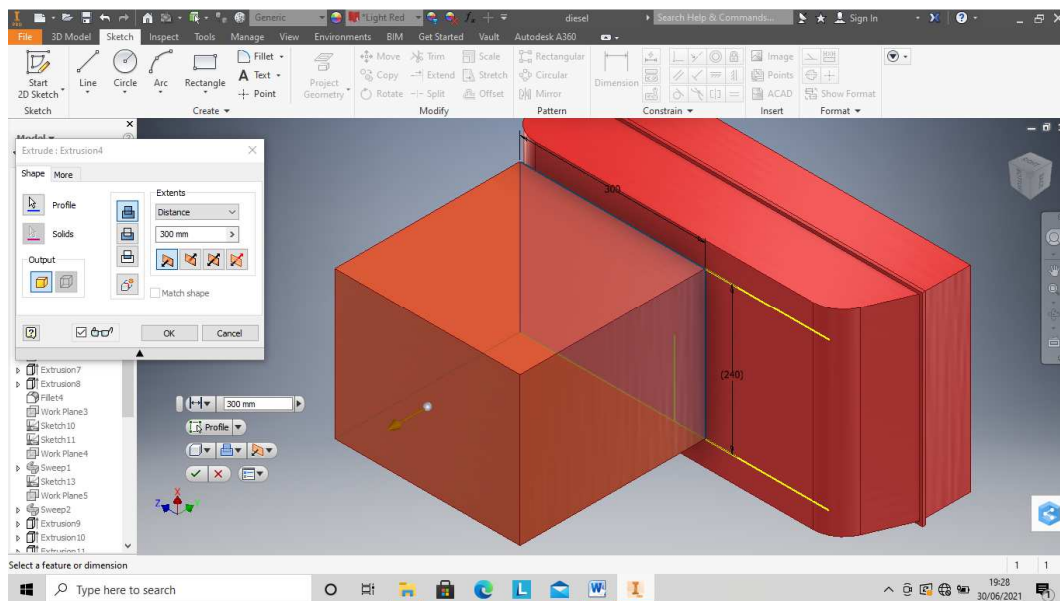 Generic
*Light Red
diesel
Search Help & Commands...
Sign In
File 3D Model Sketch Inspect Tools Manage View Environments BIM Get Started Vault Autodesk A360
Start
2D Sketch
Line Circle Arc Rectangle
Fillet
Text
Point
Project
Geometry
Move Trim Scale
Copy Extend Stretch
Rotate Split Offset
Rectangular
Circular
Mirror
Dimension
Image
Points
ACAD
Show Format
Sketch Create Modify Pattern Constrain Insert Format
Extrude : Extrusion4
Shape More
Profile
Solids
Output
Extents
Distance
300 mm
Match shape
OK Cancel
Extrusion7
Extrusion8
Fillet4
Work Plane3
Sketch10
Sketch11
Work Plane4
Sweep1
Sketch13
Work Plane5
Sweep2
Extrusion9
Extrusion10
Extrusion11
300 mm
Profile
300
(240)
Z X Y
Select a feature or dimension
1 1
Type here to search
19:28
30/06/2021